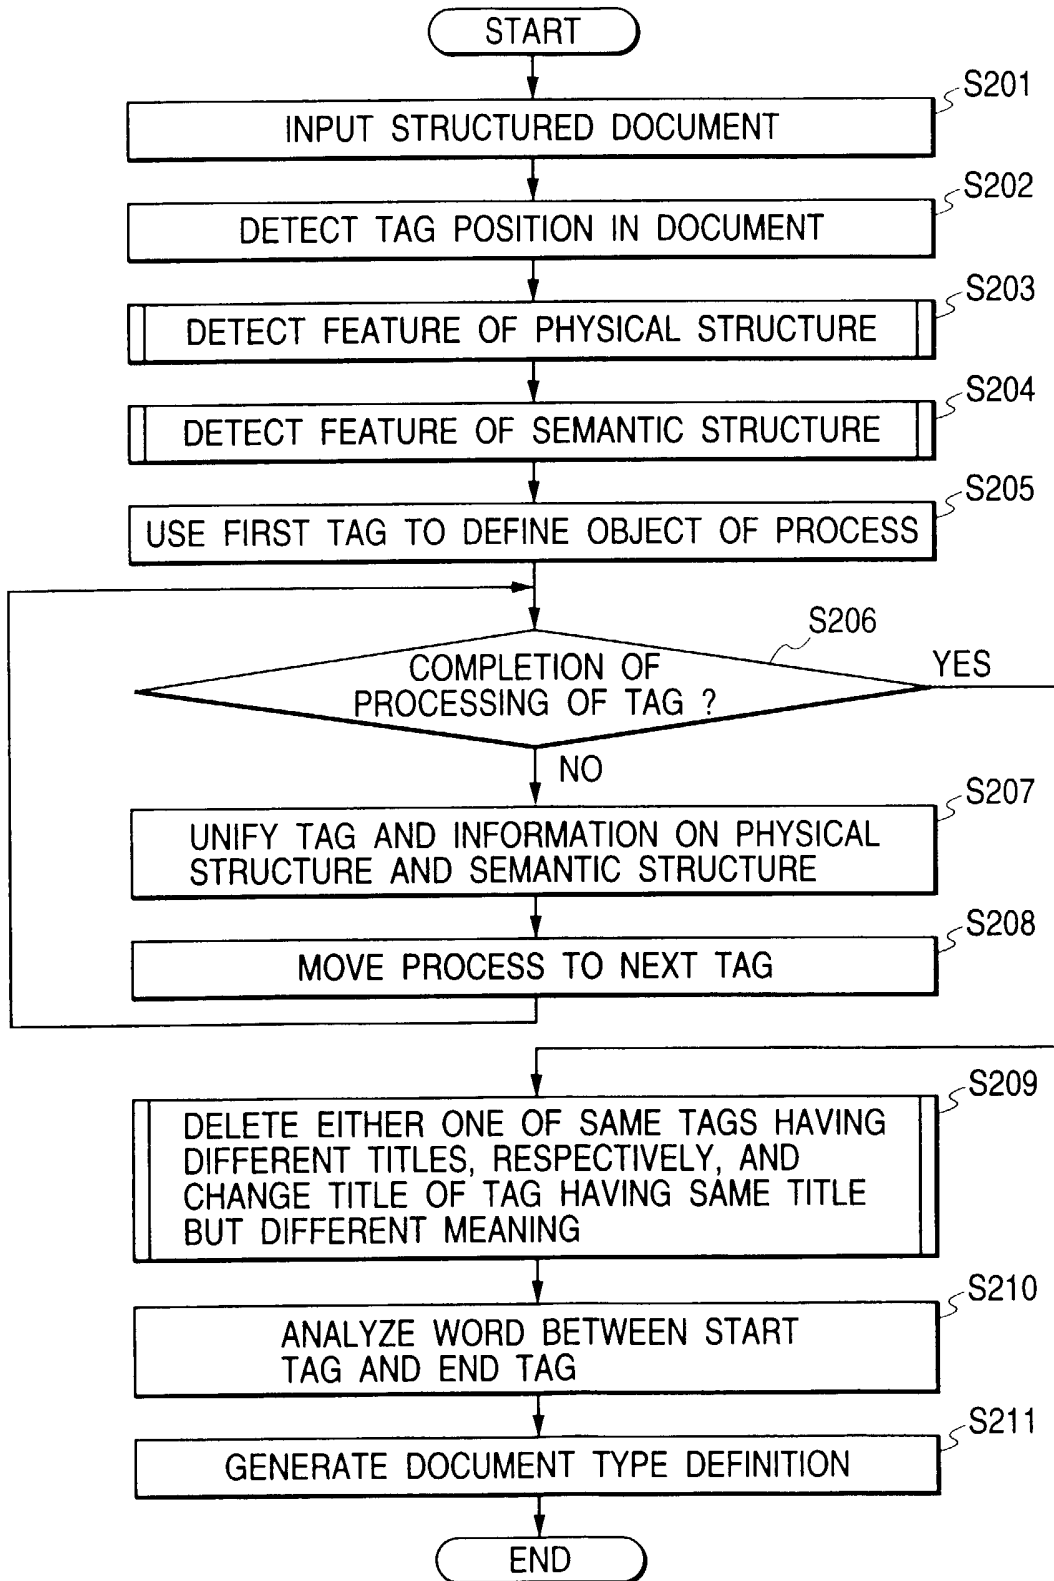 START
S201
INPUT STRUCTURED DOCUMENT
S202
DETECT TAG POSITION IN DOCUMENT
S203
DETECT FEATURE OF PHYSICAL STRUCTURE
S204
DETECT FEATURE OF SEMANTIC STRUCTURE
S205
USE FIRST TAG TO DEFINE OBJECT OF PROCESS
S206
COMPLETION OF
PROCESSING OF TAG ?
YES
NO
S207
UNIFY TAG AND INFORMATION ON PHYSICAL
STRUCTURE AND SEMANTIC STRUCTURE
S208
MOVE PROCESS TO NEXT TAG
S209
DELETE EITHER ONE OF SAME TAGS HAVING
DIFFERENT TITLES, RESPECTIVELY, AND
CHANGE TITLE OF TAG HAVING SAME TITLE
BUT DIFFERENT MEANING
S210
ANALYZE WORD BETWEEN START
TAG AND END TAG
S211
GENERATE DOCUMENT TYPE DEFINITION
END